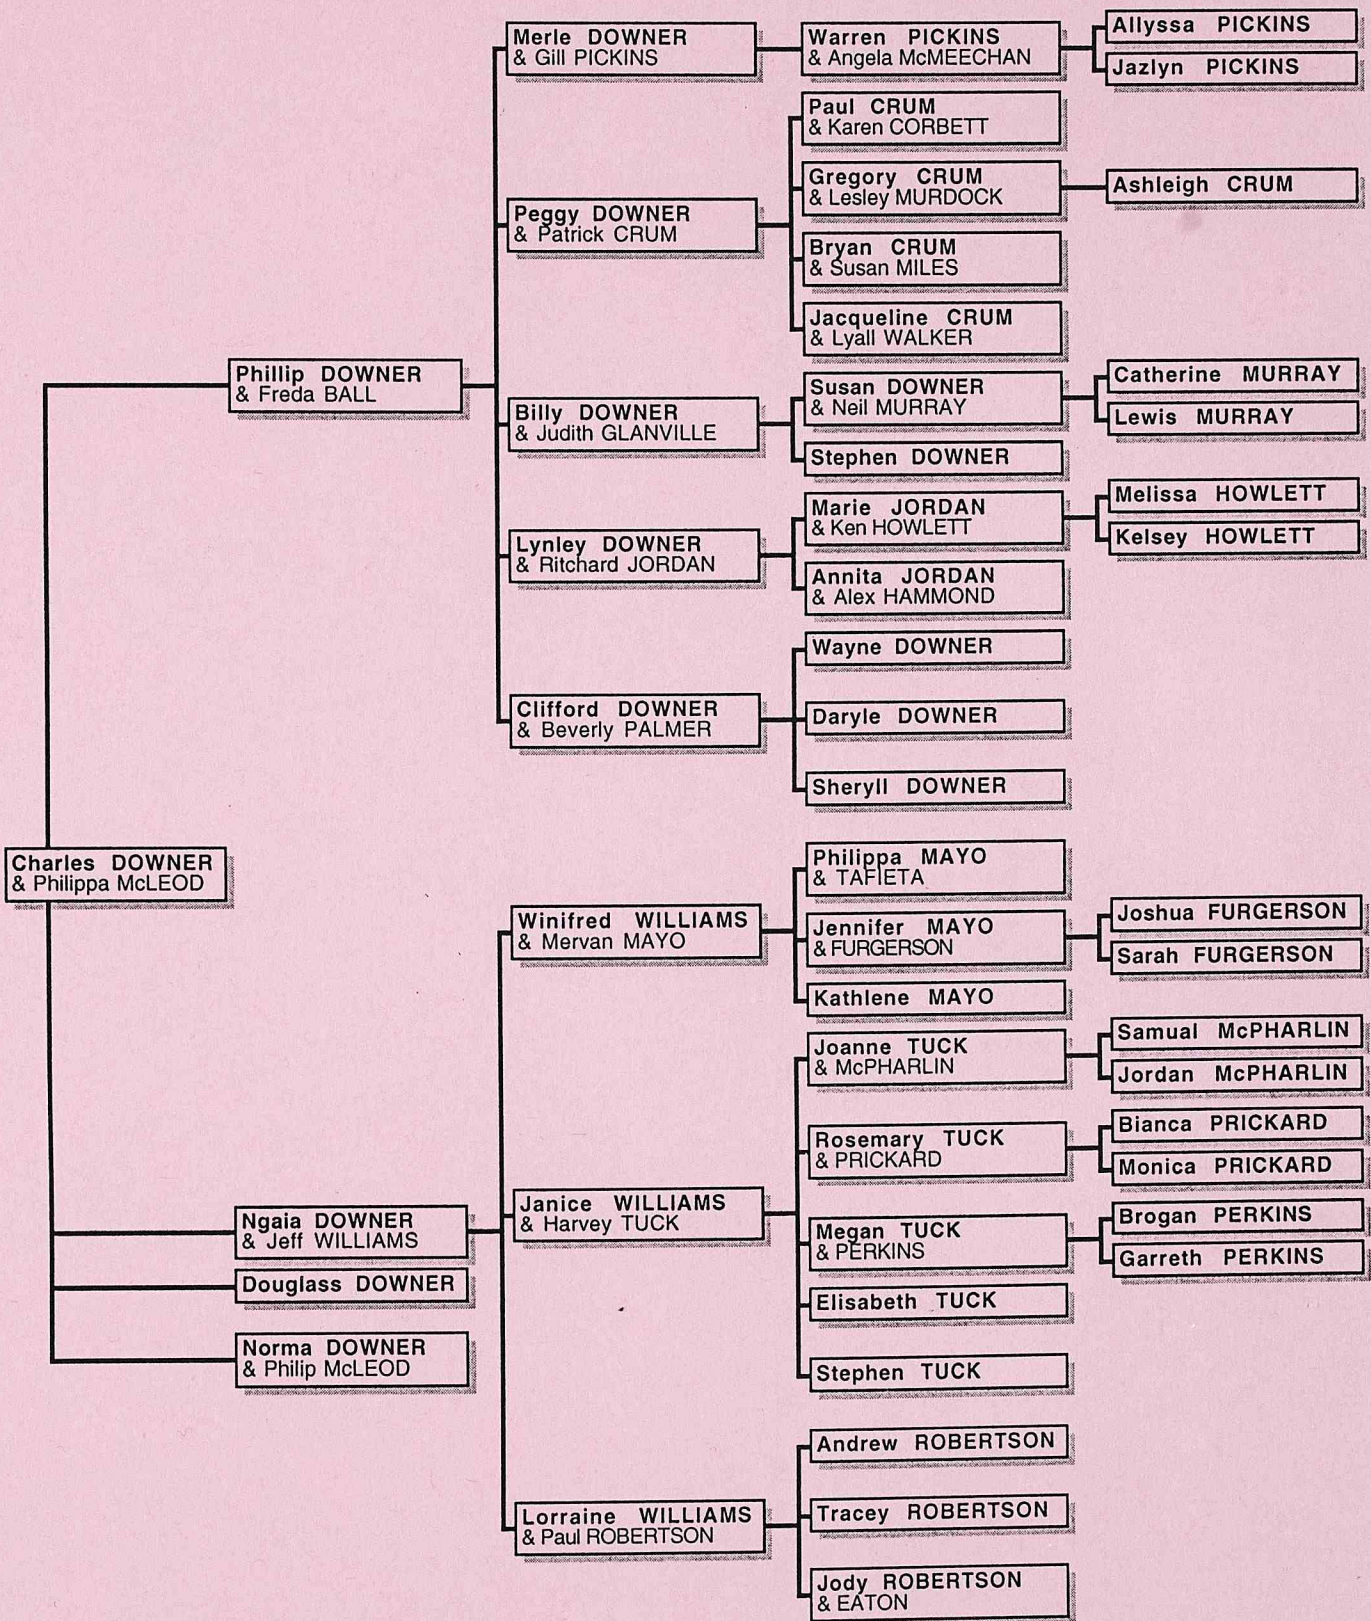 Merle DOWNER
& Gill PICKINS
Warren PICKINS
& Angela McMEECHAN
Allyssa PICKINS
Jazlyn PICKINS
Paul CRUM
& Karen CORBETT
Gregory CRUM
& Lesley MURDOCK
Ashleigh CRUM
Peggy DOWNER
& Patrick CRUM
Bryan CRUM
& Susan MILES
Jacqueline CRUM
& Lyall WALKER
Phillip DOWNER
& Freda BALL
Billy DOWNER
& Judith GLANVILLE
Susan DOWNER
& Neil MURRAY
Catherine MURRAY
Lewis MURRAY
Stephen DOWNER
Lynley DOWNER
& Ritchard JORDAN
Marie JORDAN
& Ken HOWLETT
Melissa HOWLETT
Kelsey HOWLETT
Annita JORDAN
& Alex HAMMOND
Clifford DOWNER
& Beverly PALMER
Wayne DOWNER
Daryle DOWNER
Sheryll DOWNER
Charles DOWNER
& Philippa McLEOD
Winifred WILLIAMS
& Mervan MAYO
Philippa MAYO
& TAFIETA
Jennifer MAYO
& FURGERSON
Joshua FURGERSON
Sarah FURGERSON
Kathlene MAYO
Joanne TUCK
& McPHARLIN
Samual McPHARLIN
Jordan McPHARLIN
Rosemary TUCK
& PRICKARD
Bianca PRICKARD
Monica PRICKARD
Ngaia DOWNER
& Jeff WILLIAMS
Janice WILLIAMS
& Harvey TUCK
Megan TUCK
& PERKINS
Brogan PERKINS
Garreth PERKINS
Douglass DOWNER
Elisabeth TUCK
Norma DOWNER
& Philip McLEOD
Stephen TUCK
Lorraine WILLIAMS
& Paul ROBERTSON
Andrew ROBERTSON
Tracey ROBERTSON
Jody ROBERTSON
& EATON